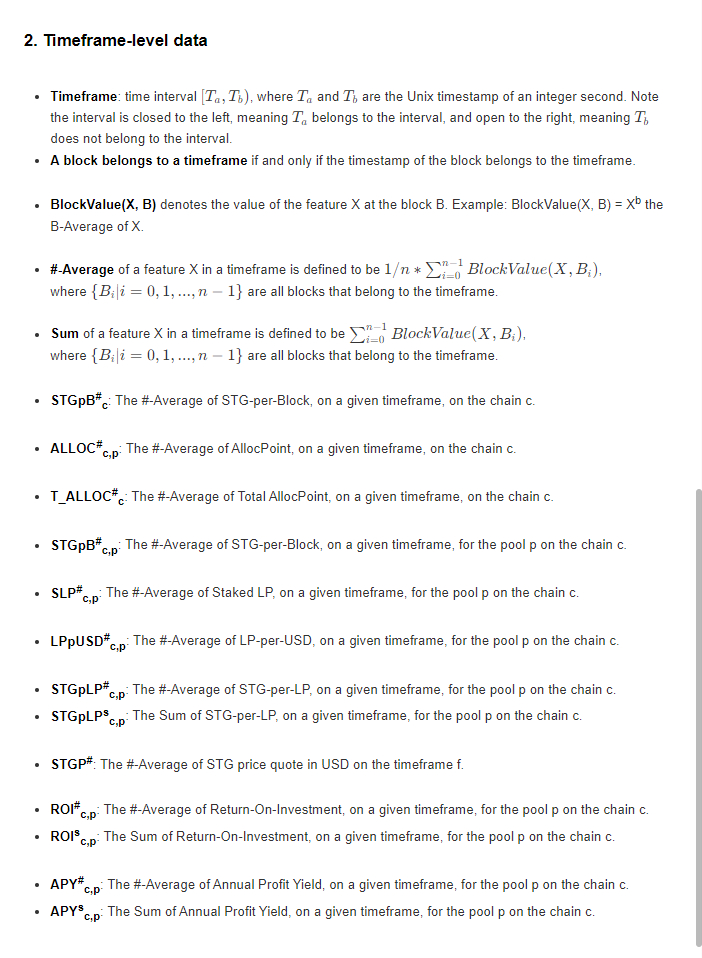 2. Timeframe-level data
• Timeframe: time interval [Tₐ, T_b), where Tₐ and T_b are the Unix timestamp of an integer second. Note
the interval is closed to the left, meaning Tₐ belongs to the interval, and open to the right, meaning T_b
does not belong to the interval.
• A block belongs to a timeframe if and only if the timestamp of the block belongs to the timeframe.
• BlockValue(X, B) denotes the value of the feature X at the block B. Example: BlockValue(X, B) = Xᵇ the
B-Average of X.
• #-Average of a feature X in a timeframe is defined to be 1/n * ∑_{i=0}^{n−1} BlockValue(X, B_i),
where {B_i|i = 0, 1, ..., n − 1} are all blocks that belong to the timeframe.
• Sum of a feature X in a timeframe is defined to be ∑_{i=0}^{n−1} BlockValue(X, B_i),
where {B_i|i = 0, 1, ..., n − 1} are all blocks that belong to the timeframe.
• STGpB^#_c: The #-Average of STG-per-Block, on a given timeframe, on the chain c.
• ALLOC^#_c,p: The #-Average of AllocPoint, on a given timeframe, on the chain c.
• T_ALLOC^#_c: The #-Average of Total AllocPoint, on a given timeframe, on the chain c.
• STGpB^#_c,p: The #-Average of STG-per-Block, on a given timeframe, for the pool p on the chain c.
• SLP^#_c,p: The #-Average of Staked LP, on a given timeframe, for the pool p on the chain c.
• LPpUSD^#_c,p: The #-Average of LP-per-USD, on a given timeframe, for the pool p on the chain c.
• STGpLP^#_c,p: The #-Average of STG-per-LP, on a given timeframe, for the pool p on the chain c.
• STGpLP^s_c,p: The Sum of STG-per-LP, on a given timeframe, for the pool p on the chain c.
• STGP^#: The #-Average of STG price quote in USD on the timeframe f.
• ROI^#_c,p: The #-Average of Return-On-Investment, on a given timeframe, for the pool p on the chain c.
• ROI^s_c,p: The Sum of Return-On-Investment, on a given timeframe, for the pool p on the chain c.
• APY^#_c,p: The #-Average of Annual Profit Yield, on a given timeframe, for the pool p on the chain c.
• APY^s_c,p: The Sum of Annual Profit Yield, on a given timeframe, for the pool p on the chain c.